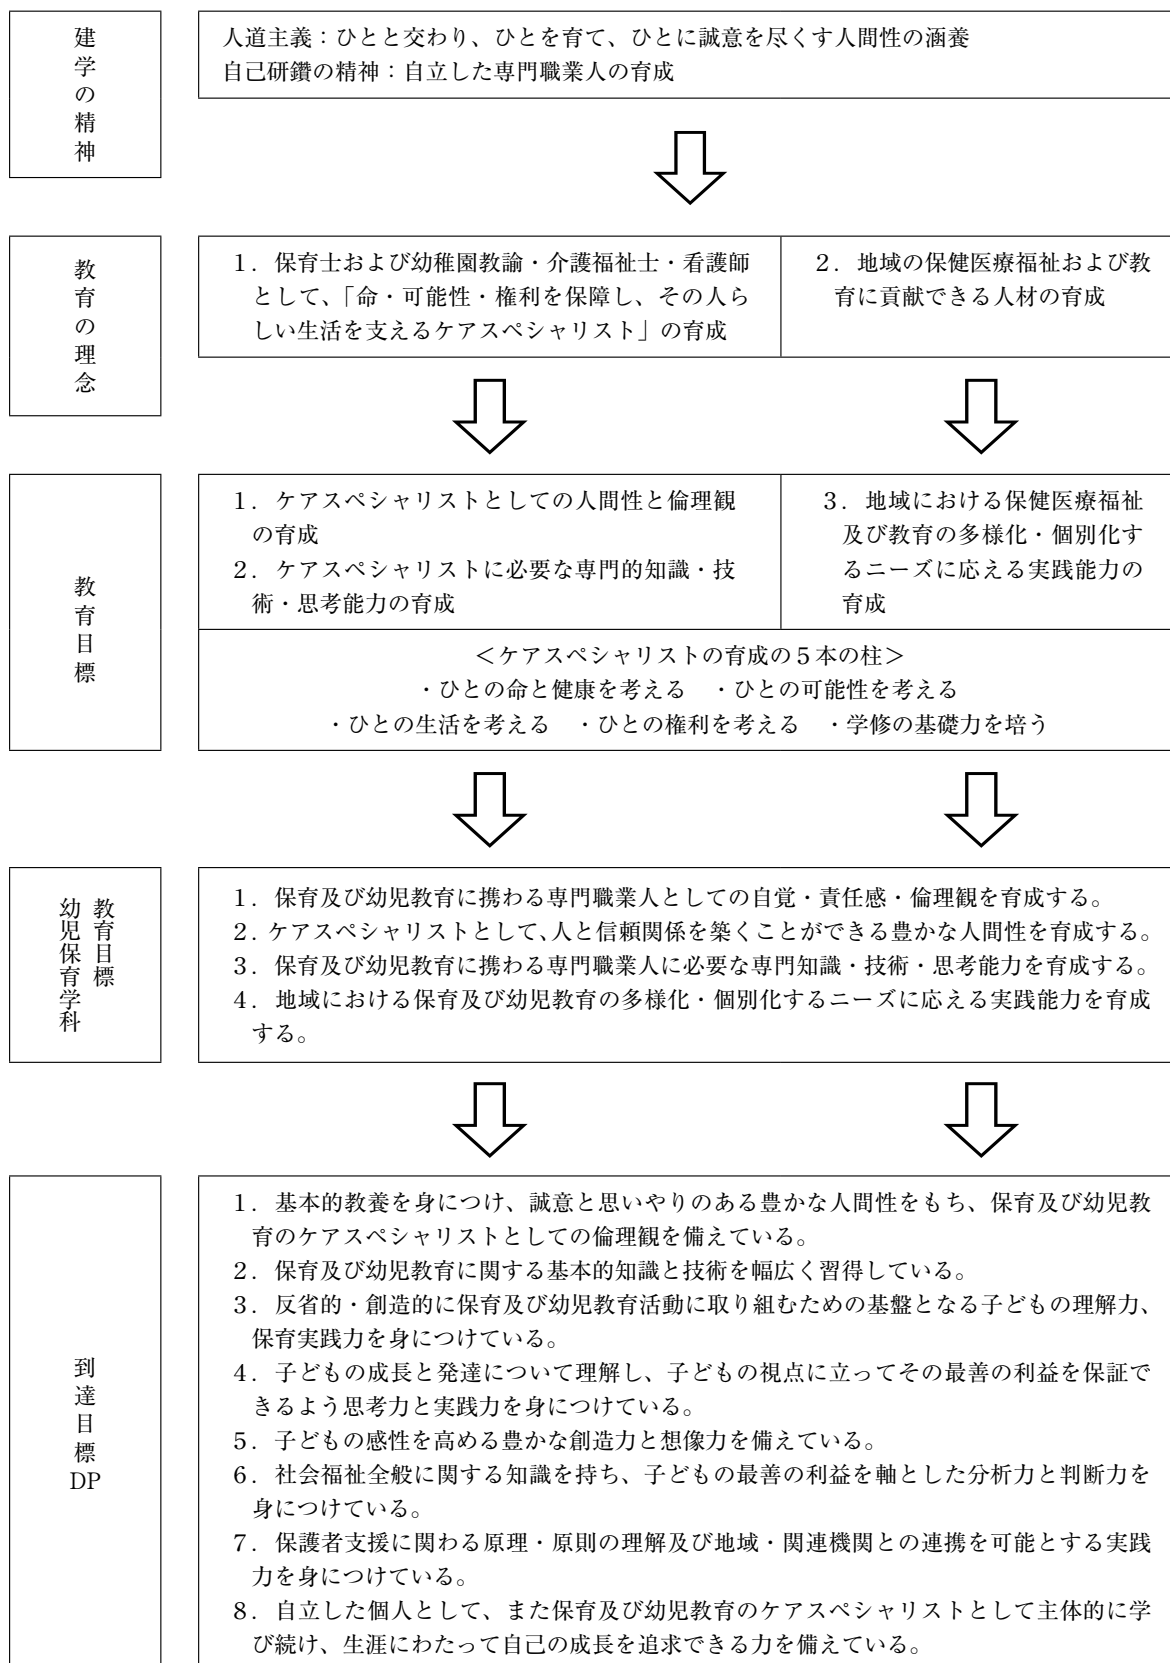 建学の精神
人道主義：ひとと交わり、ひとを育て、ひとに誠意を尽くす人間性の涵養
自己研鑽の精神：自立した専門職業人の育成
教育の理念
1．保育士および幼稚園教諭・介護福祉士・看護師
として、「命・可能性・権利を保障し、その人ら
しい生活を支えるケアスペシャリスト」の育成
2．地域の保健医療福祉および教
育に貢献できる人材の育成
教育目標
1．ケアスペシャリストとしての人間性と倫理観
の育成
2．ケアスペシャリストに必要な専門的知識・技
術・思考能力の育成
3．地域における保健医療福祉
及び教育の多様化・個別化す
るニーズに応える実践能力の
育成
＜ケアスペシャリストの育成の5本の柱＞
・ひとの命と健康を考える　・ひとの可能性を考える
・ひとの生活を考える　・ひとの権利を考える　・学修の基礎力を培う
幼児保育学科
教育目標
1．保育及び幼児教育に携わる専門職業人としての自覚・責任感・倫理観を育成する。
2．ケアスペシャリストとして、人と信頼関係を築くことができる豊かな人間性を育成する。
3．保育及び幼児教育に携わる専門職業人に必要な専門知識・技術・思考能力を育成する。
4．地域における保育及び幼児教育の多様化・個別化するニーズに応える実践能力を育成
する。
到達目標
DP
1．基本的教養を身につけ、誠意と思いやりのある豊かな人間性をもち、保育及び幼児教
育のケアスペシャリストとしての倫理観を備えている。
2．保育及び幼児教育に関する基本的知識と技術を幅広く習得している。
3．反省的・創造的に保育及び幼児教育活動に取り組むための基盤となる子どもの理解力、
保育実践力を身につけている。
4．子どもの成長と発達について理解し、子どもの視点に立ってその最善の利益を保証で
きるよう思考力と実践力を身につけている。
5．子どもの感性を高める豊かな創造力と想像力を備えている。
6．社会福祉全般に関する知識を持ち、子どもの最善の利益を軸とした分析力と判断力を
身につけている。
7．保護者支援に関わる原理・原則の理解及び地域・関連機関との連携を可能とする実践
力を身につけている。
8．自立した個人として、また保育及び幼児教育のケアスペシャリストとして主体的に学
び続け、生涯にわたって自己の成長を追求できる力を備えている。